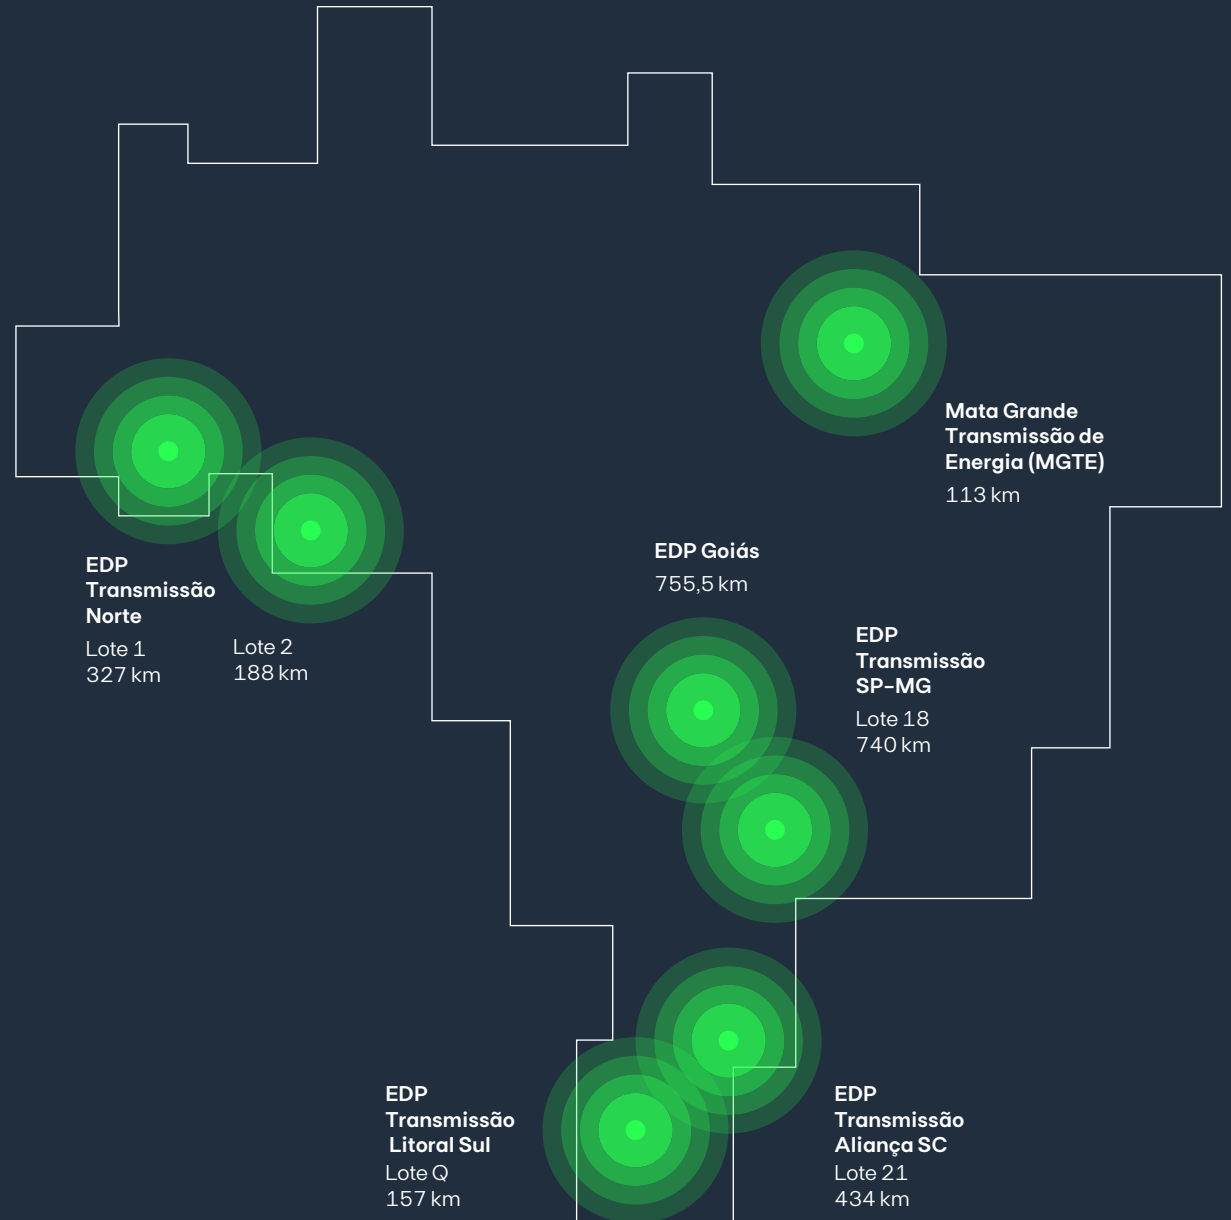 Mata Grande
Transmissão de
Energia (MGTE)
113 km
EDP
Transmissão
Norte
Lote 1
327 km
Lote 2
188 km
EDP Goiás
755,5 km
EDP
Transmissão
SP-MG
Lote 18
740 km
EDP
Transmissão
Litoral Sul
Lote Q
157 km
EDP
Transmissão
Aliança SC
Lote 21
434 km